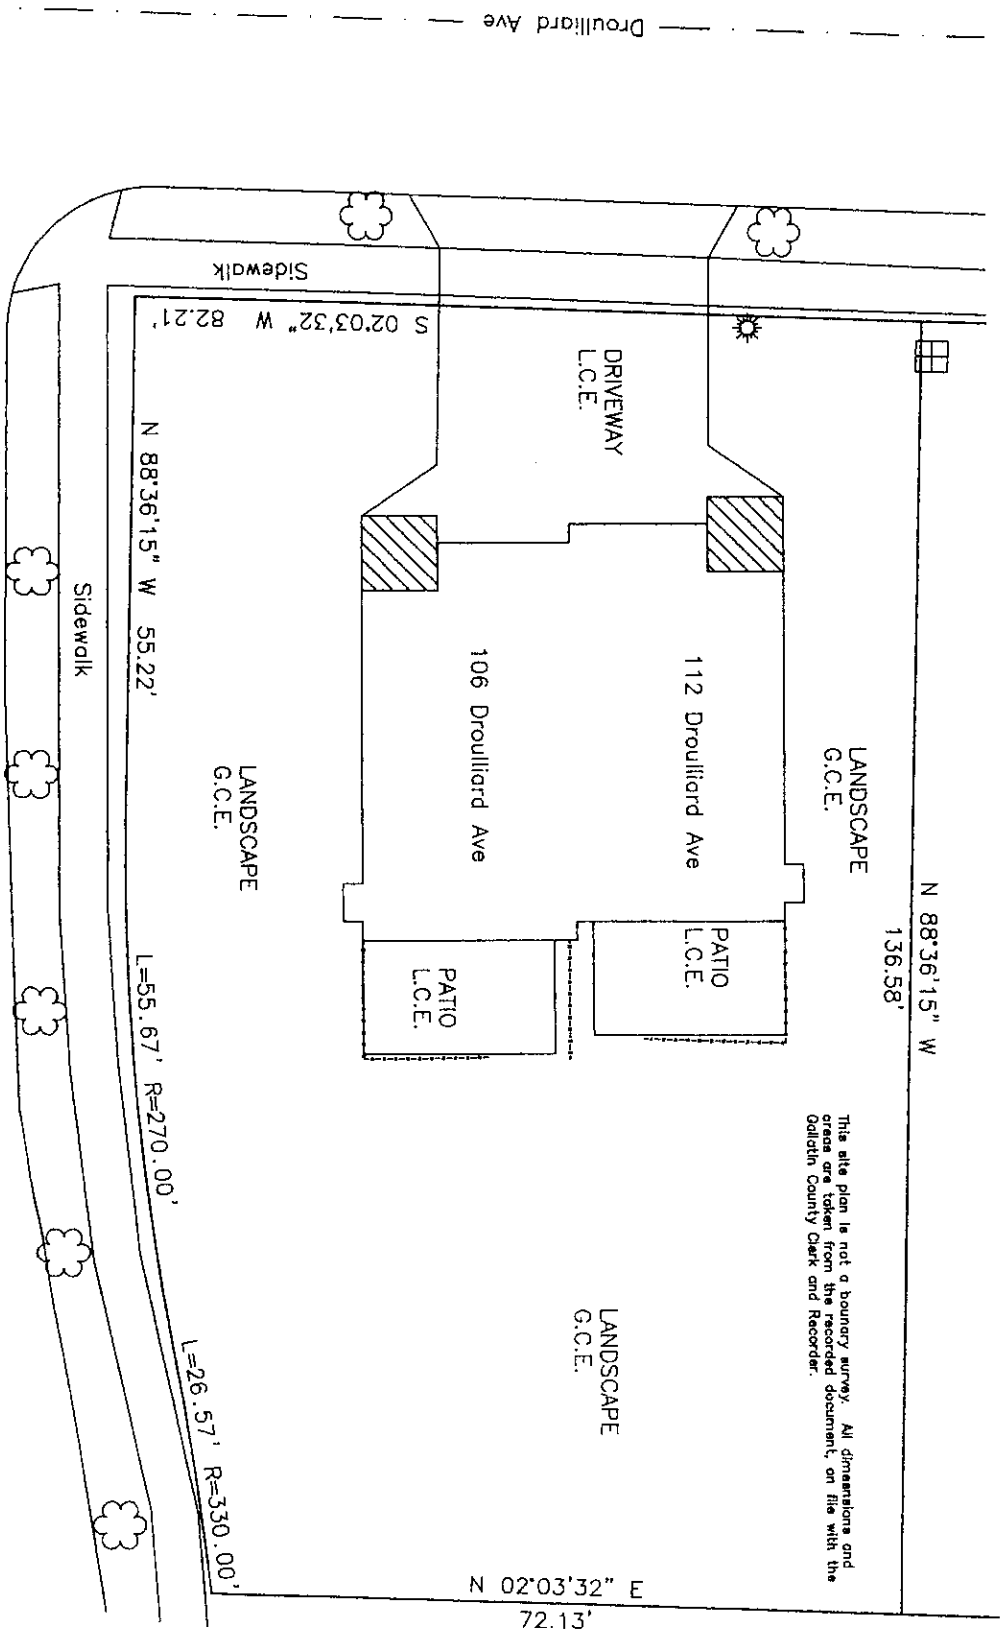 Droulliard Ave
Sidewalk
S 02°03'32" W 82.21'
DRIVEWAY
L.C.E.
N 88°36'15" W 55.22'
Sidewalk
106 Droulliard Ave
112 Droulliard Ave
LANDSCAPE
G.C.E.
LANDSCAPE
G.C.E.
N 88°36'15" W
136.58'
PATIO
L.C.E.
PATIO
L.C.E.
L=55.67' R=270.00'
This site plan is not a bounary survey. All dimensions and
areas are taken from the recorded document, on file with the
Gallatin County Clerk and Recorder.
LANDSCAPE
G.C.E.
L=26.57' R=330.00'
N 02°03'32" E
72.13'